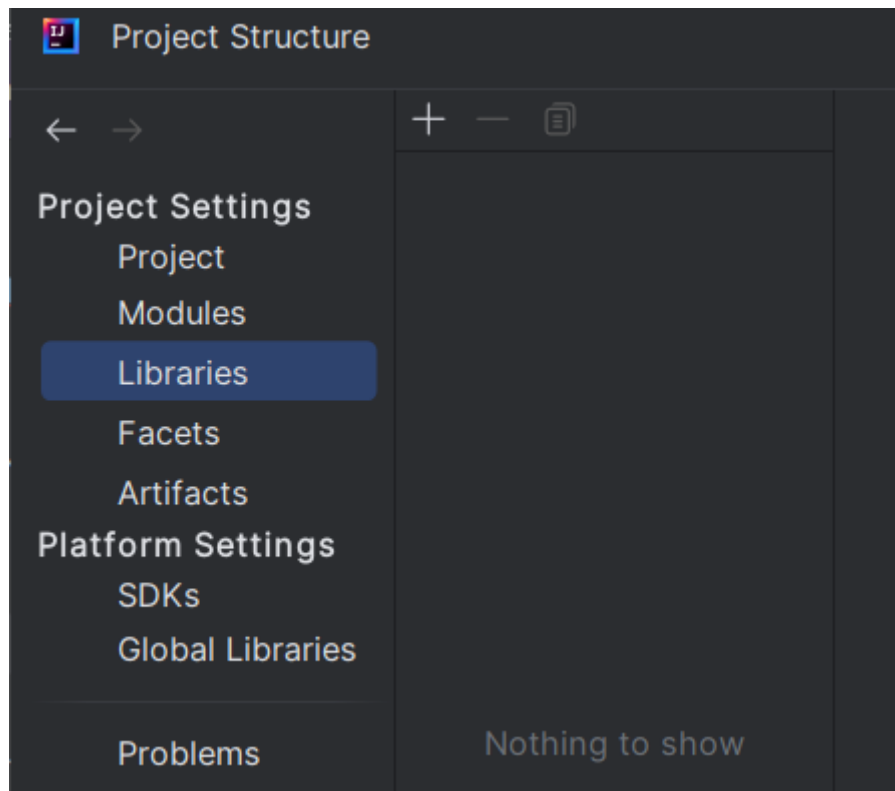 Project Structure
Project Settings
Project
Modules
Libraries
Facets
Artifacts
Platform Settings
SDKs
Global Libraries
Problems
Nothing to show